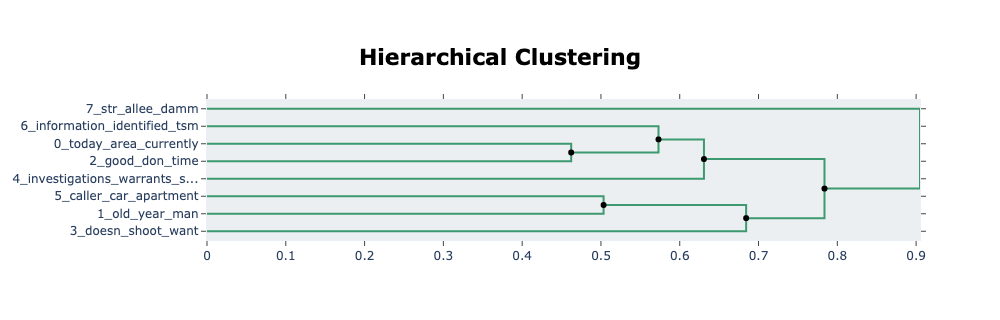 Hierarchical Clustering
7_str_allee_damm
6_information_identified_tsm
0_today_area_currently
2_good_don_time
4_investigations_warrants_s...
5_caller_car_apartment
1_old_year_man
3_doesn_shoot_want
0 0.1 0.2 0.3 0.4 0.5 0.6 0.7 0.8 0.9